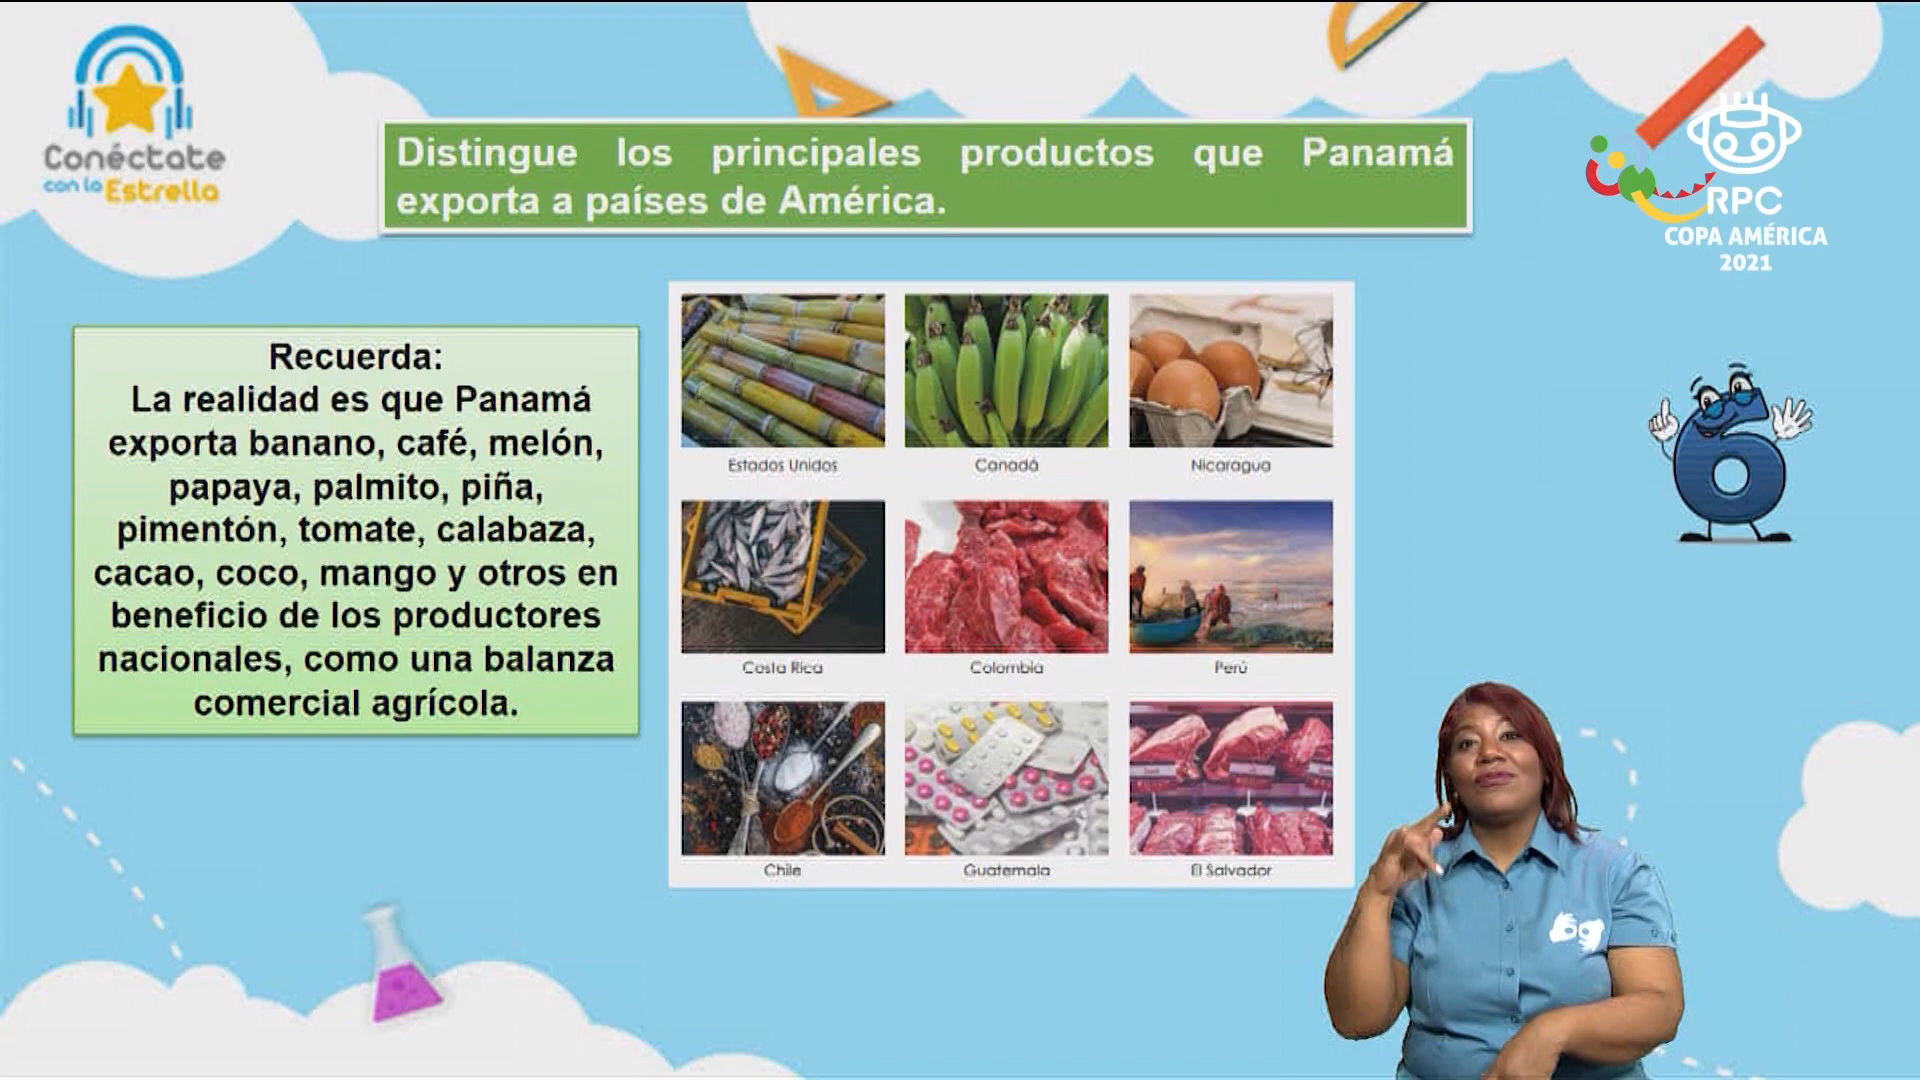 Conéctate
con la Estrella
Distingue los principales productos que Panamá
exporta a países de América.
RPC
COPA AMÉRICA
2021
Recuerda:
La realidad es que Panamá
exporta banano, café, melón,
papaya, palmito, piña,
pimentón, tomate, calabaza,
cacao, coco, mango y otros en
beneficio de los productores
nacionales, como una balanza
comercial agrícola.
Estados Unidos
Canadá
Nicaragua
Costa Rica
Colombia
Perú
Chile
Guatemala
El Salvador
6